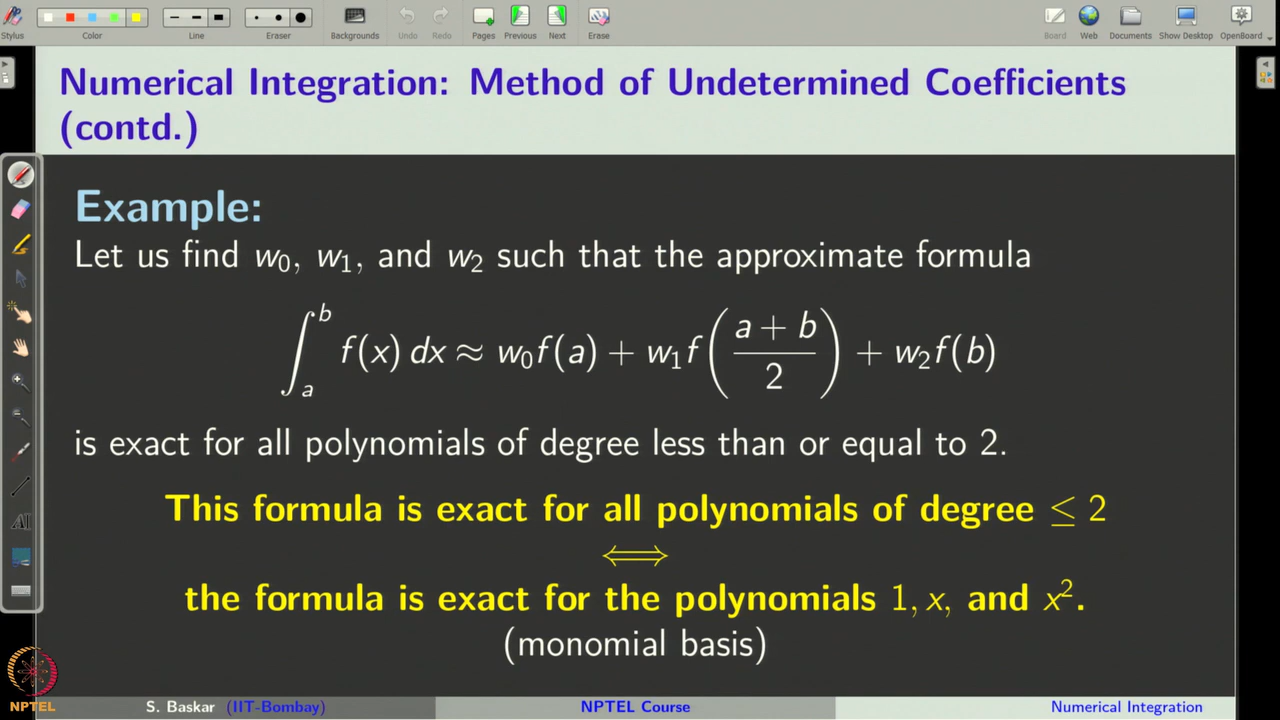 Stylus Color Line Eraser Backgrounds Undo Redo Pages Previous Next Erase Board Web Documents Show Desktop OpenBoard
Numerical Integration: Method of Undetermined Coefficients
(contd.)
Example:
Let us find w₀, w₁, and w₂ such that the approximate formula
∫ₐᵇ f(x) dx ≈ w₀f(a) + w₁f((a + b)/2) + w₂f(b)
is exact for all polynomials of degree less than or equal to 2.
This formula is exact for all polynomials of degree ≤ 2
⟺
the formula is exact for the polynomials 1, x, and x².
(monomial basis)
NPTEL
S. Baskar (IIT-Bombay) NPTEL Course Numerical Integration